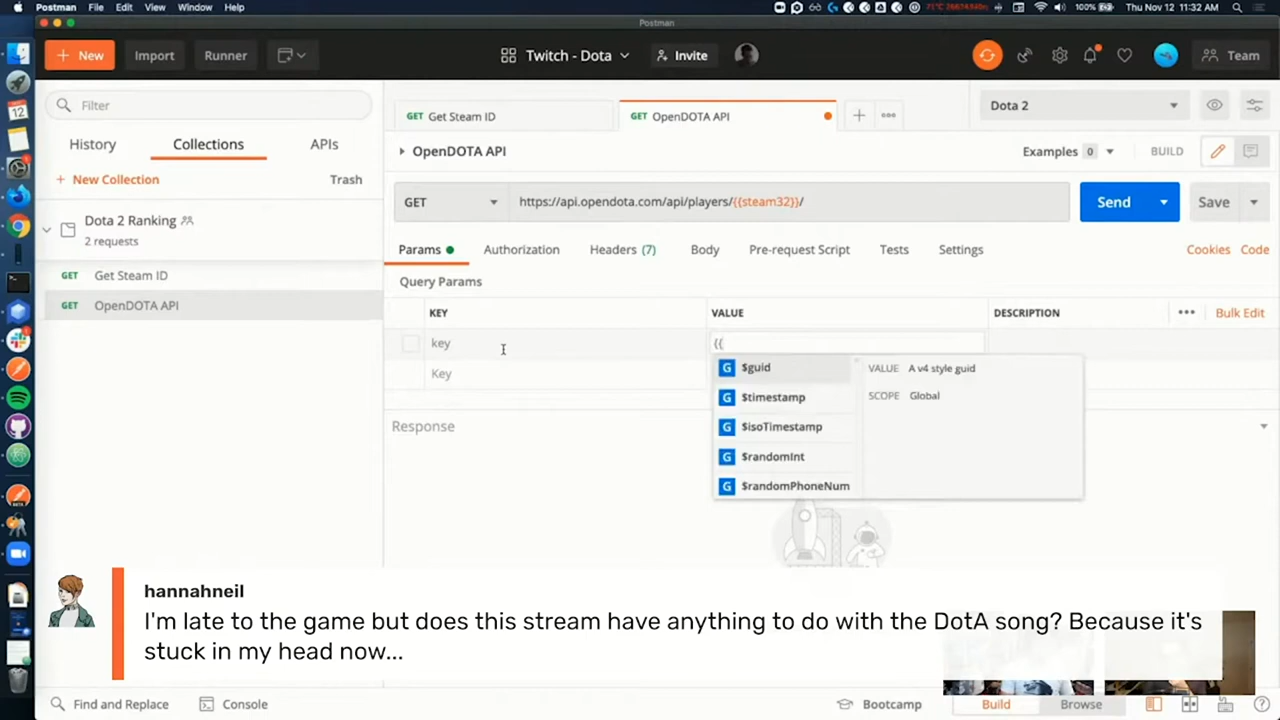 Postman File Edit View Window Help
100% Thu Nov 12 11:32 AM
Postman
New Import Runner Twitch - Dota Invite Team
Filter
GET Get Steam ID GET OpenDOTA API Dota 2
History Collections APIs
OpenDOTA API Examples 0 BUILD
+ New Collection Trash
GET https://api.opendota.com/api/players/{{steam32}}/ Send Save
Dota 2 Ranking
2 requests
Params Authorization Headers (7) Body Pre-request Script Tests Settings Cookies Code
GET Get Steam ID
Query Params
GET OpenDOTA API
KEY VALUE DESCRIPTION Bulk Edit
key {{
Key
G $guid VALUE A v4 style guid
G $timestamp SCOPE Global
G $isoTimestamp
G $randomInt
G $randomPhoneNum
Response
hannahneil
I'm late to the game but does this stream have anything to do with the DotA song? Because it's
stuck in my head now...
Find and Replace Console Bootcamp Build Browse